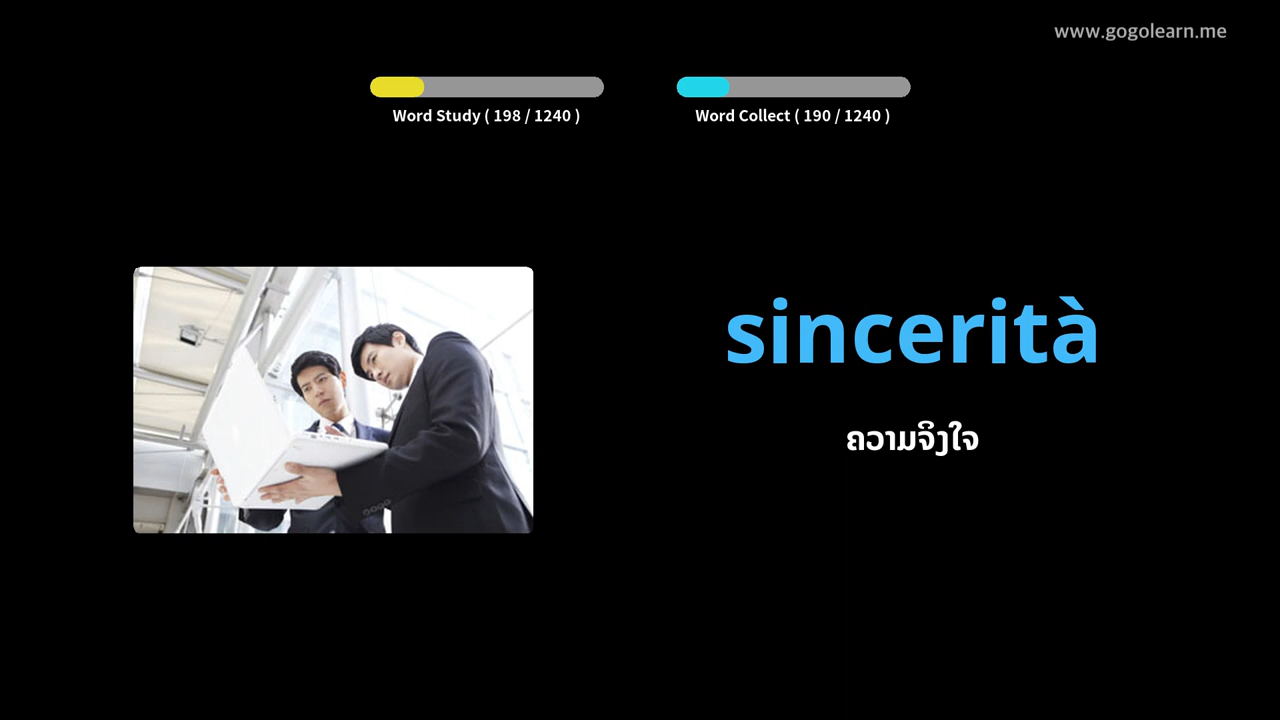 www.gogolearn.me
Word Study ( 198 / 1240 )
Word Collect ( 190 / 1240 )
sincerità
ຄວາມຈິງໃຈ